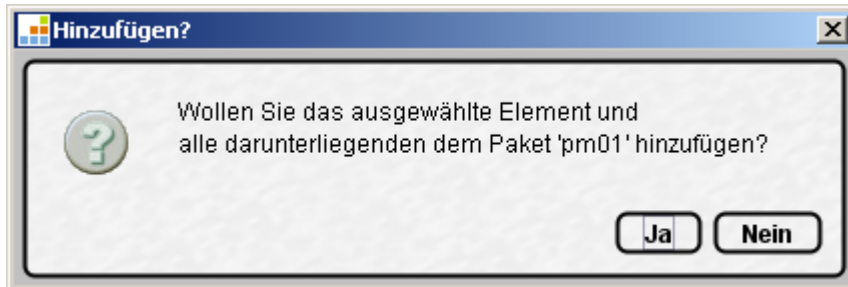 Hinzufügen?
Wollen Sie das ausgewählte Element und
alle darunterliegenden dem Paket 'pm01' hinzufügen?
Ja Nein